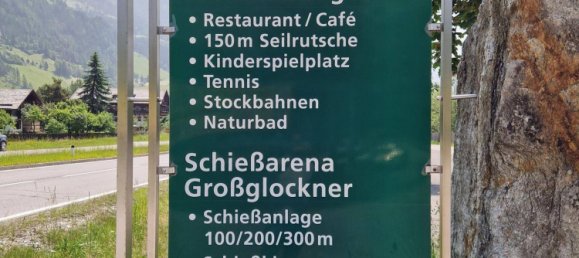 • Restaurant / Café
• 150 m Seilrutsche
• Kinderspielplatz
• Tennis
• Stockbahnen
• Naturbad
Schießarena
Großglockner
• Schießanlage
100/200/300 m